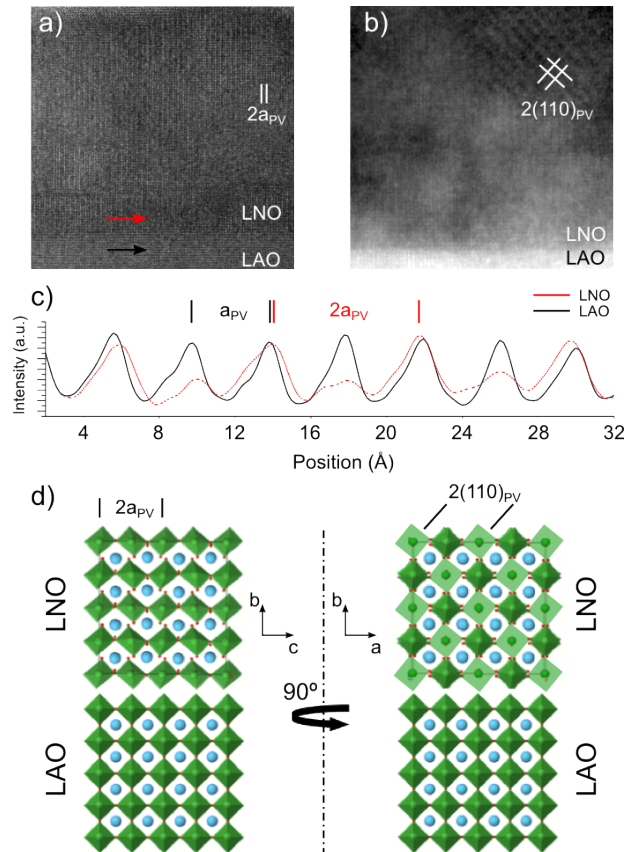 a)
2aPV
LNO
LAO
b)
2(110)PV
LNO
LAO
c)
aPV
2aPV
LNO
LAO
Intensity (a.u.)
4 8 12 16 20 24 28 32
Position (Å)
d)
2aPV
2(110)PV
LNO
b
c
b
a
LNO
90º
LAO
LAO